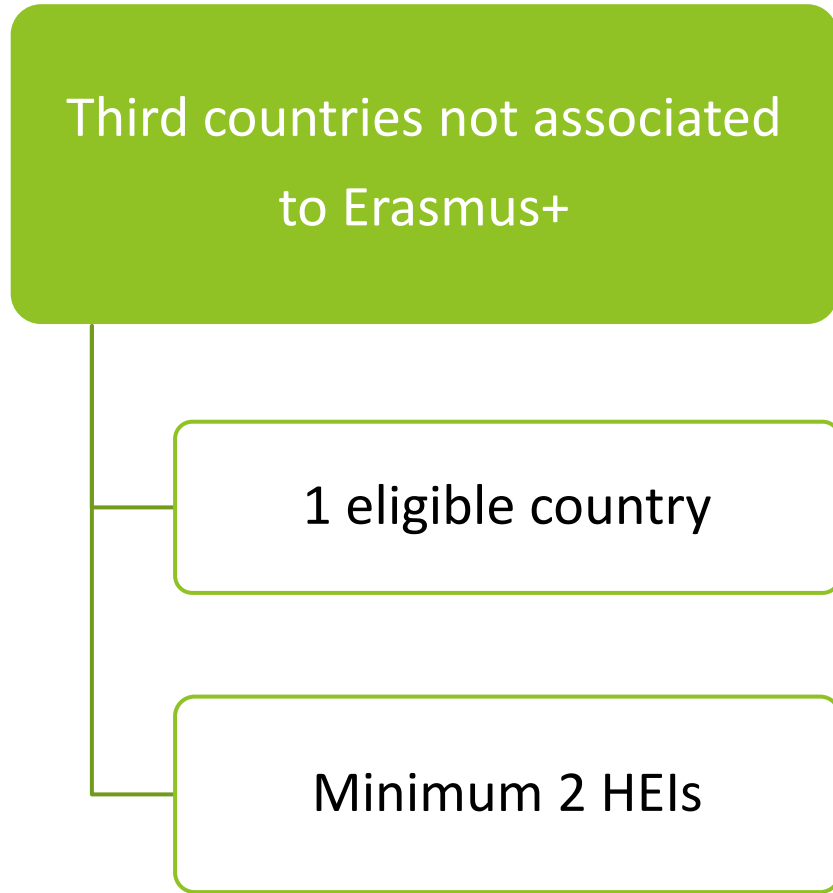 Third countries not associated
to Erasmus+
1 eligible country
Minimum 2 HEIs